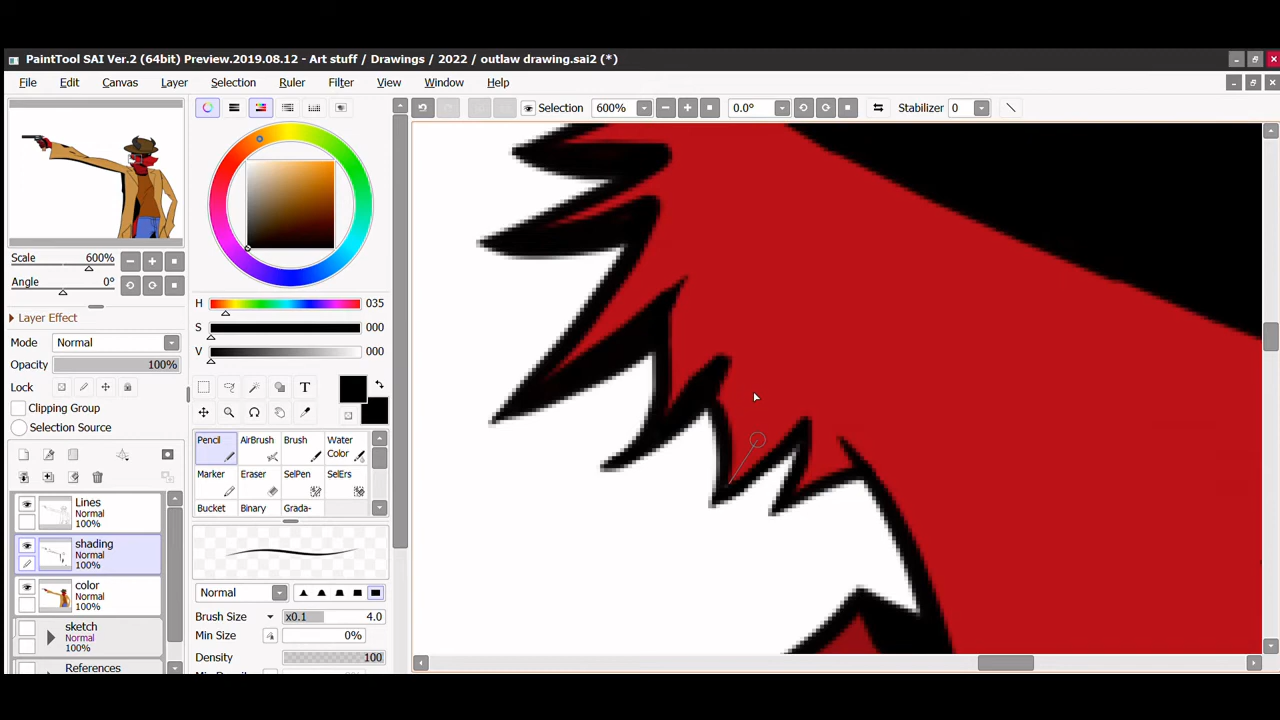 PaintTool SAI Ver.2 (64bit) Preview.2019.08.12 - Art stuff / Drawings / 2022 / outlaw drawing.sai2 (*)
File Edit Canvas Layer Selection Ruler Filter View Window Help
Selection 600% 0.0° Stabilizer 0
Scale 600%
Angle 0°
Layer Effect
Mode Normal
Opacity 100%
Lock
Clipping Group
Selection Source
Lines
Normal
100%
shading
Normal
100%
color
Normal
100%
sketch
Normal
100%
References
H 035
S 000
V 000
T
Pencil AirBrush Brush Water Color
Marker Eraser SelPen SelErs
Bucket Binary Grada-
Normal
Brush Size x0.1 4.0
Min Size 0%
Density 100